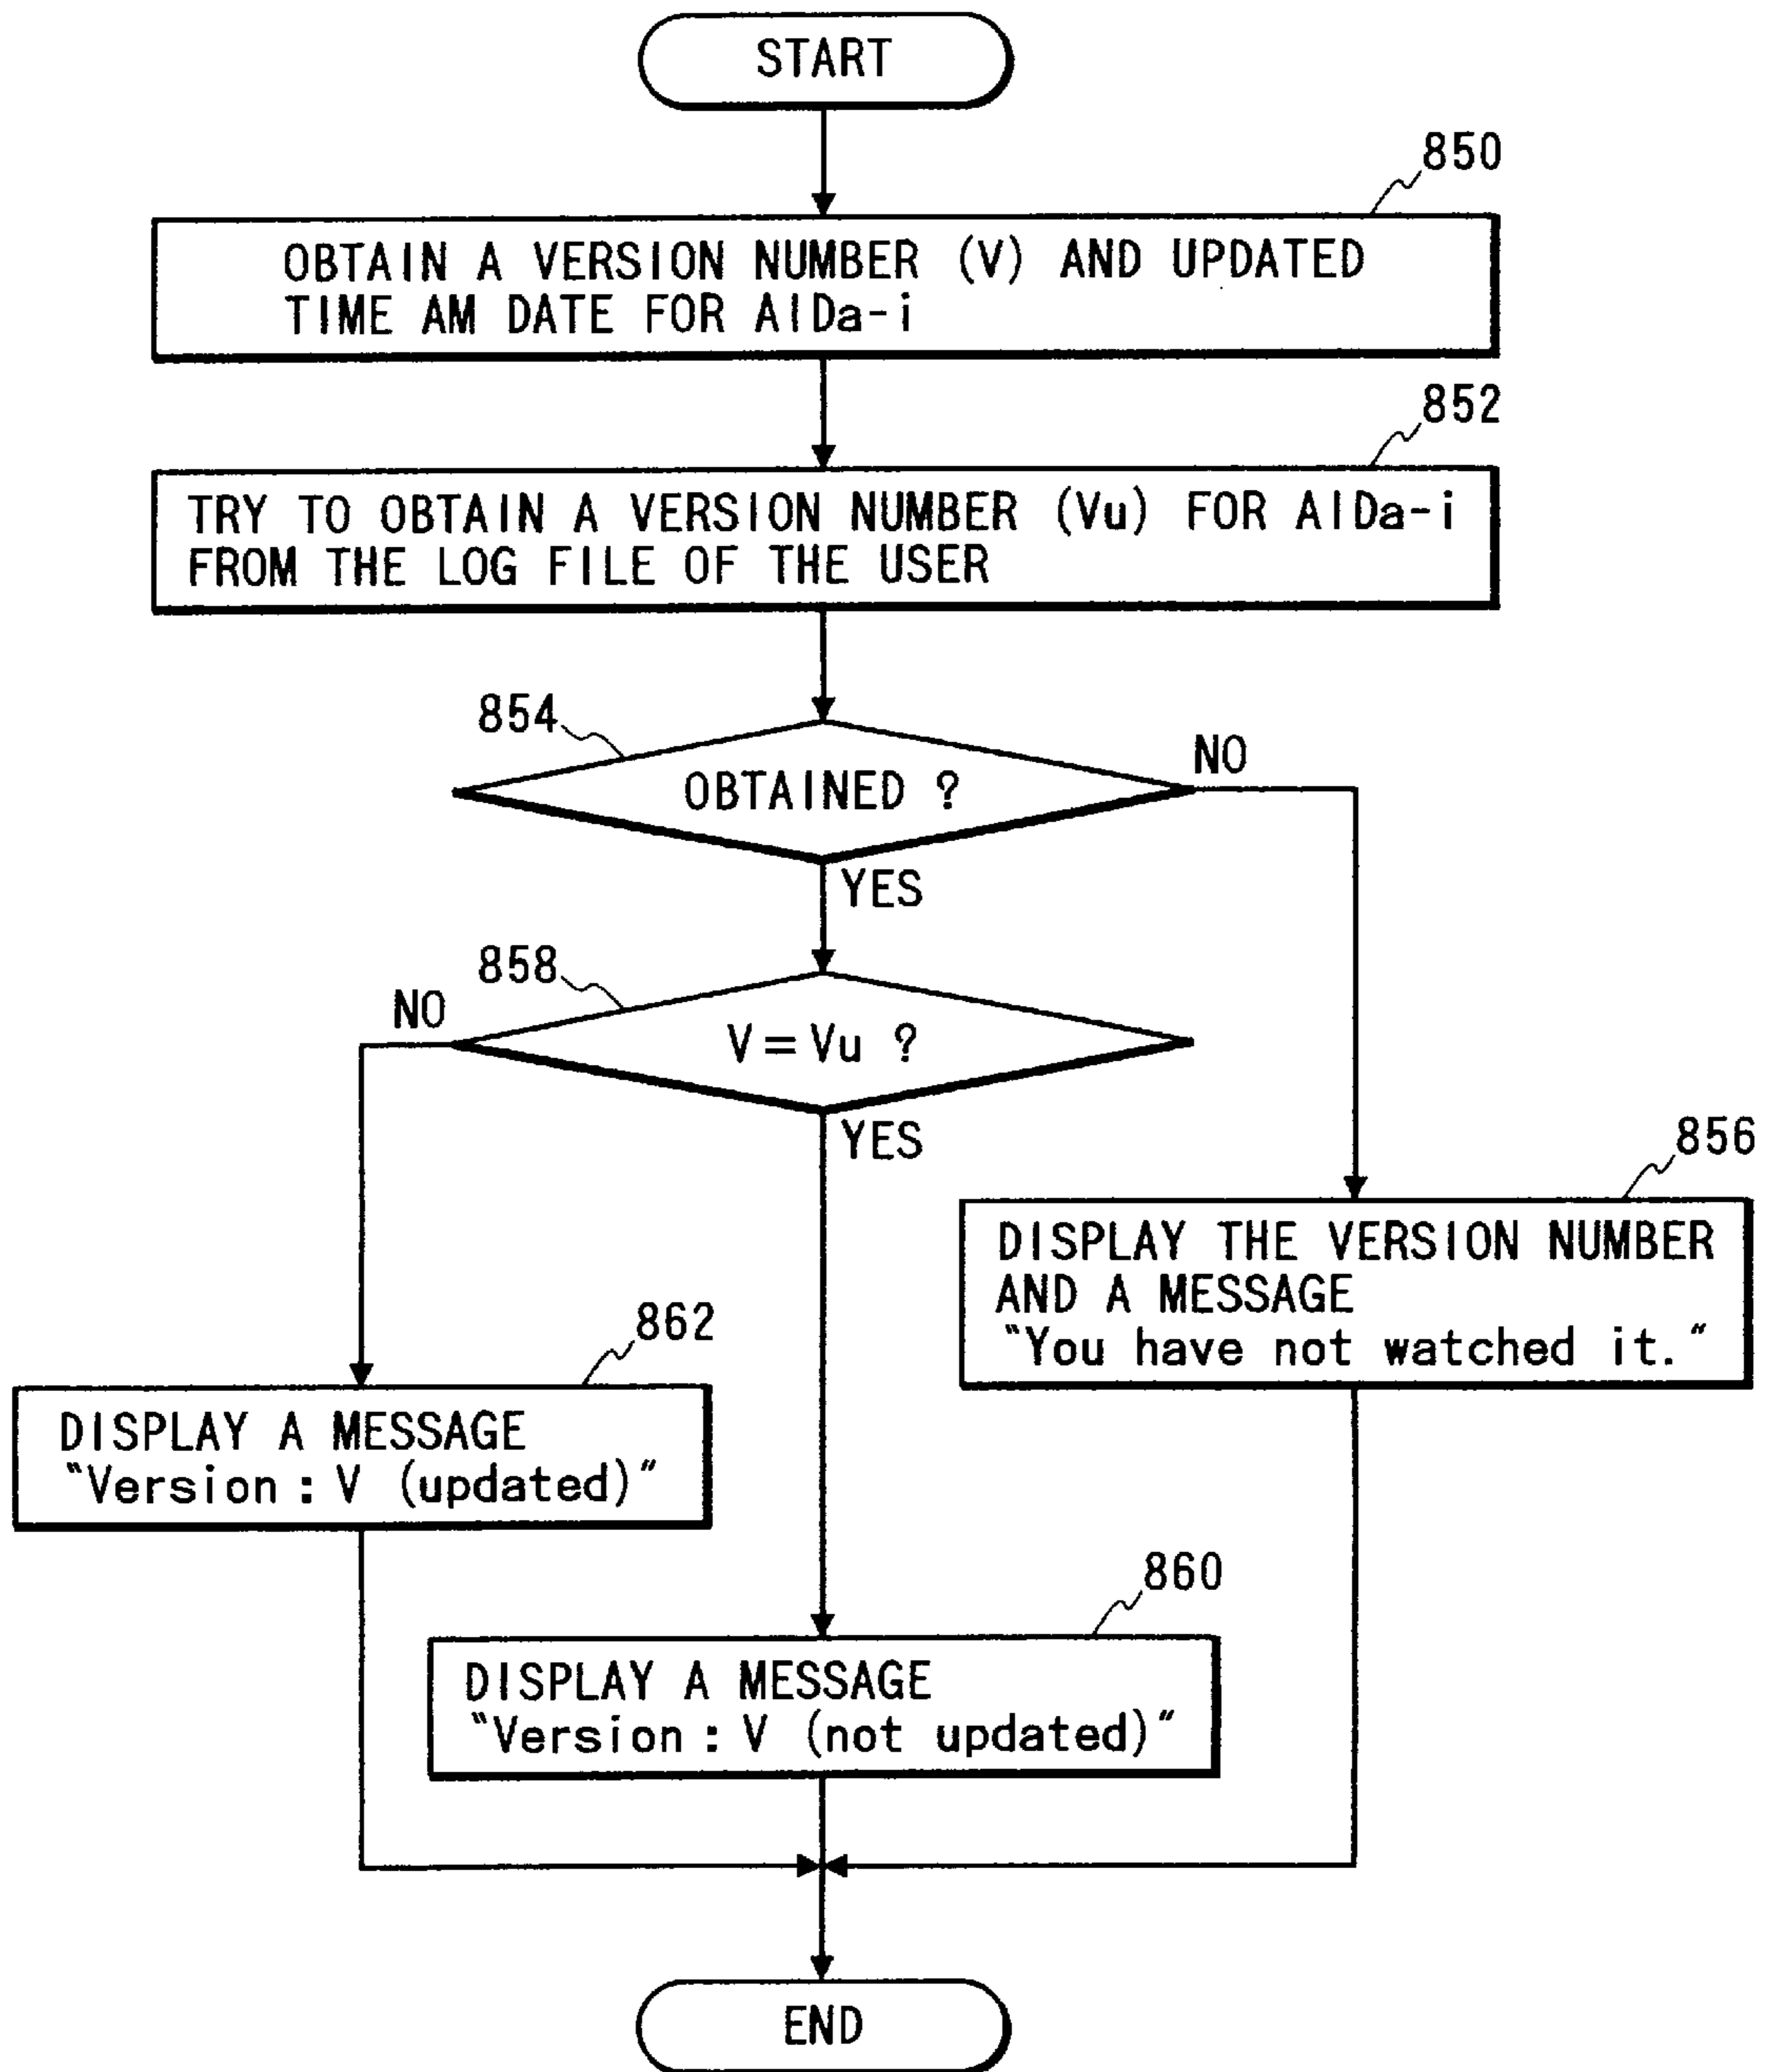 START
850
OBTAIN A VERSION NUMBER (V) AND UPDATED
TIME AM DATE FOR AIDa-i
852
TRY TO OBTAIN A VERSION NUMBER (Vu) FOR AIDa-i
FROM THE LOG FILE OF THE USER
854
OBTAINED ?
NO
YES
858
NO
V=Vu ?
YES
856
DISPLAY THE VERSION NUMBER
AND A MESSAGE
"You have not watched it."
862
DISPLAY A MESSAGE
"Version : V (updated)"
860
DISPLAY A MESSAGE
"Version : V (not updated)"
END